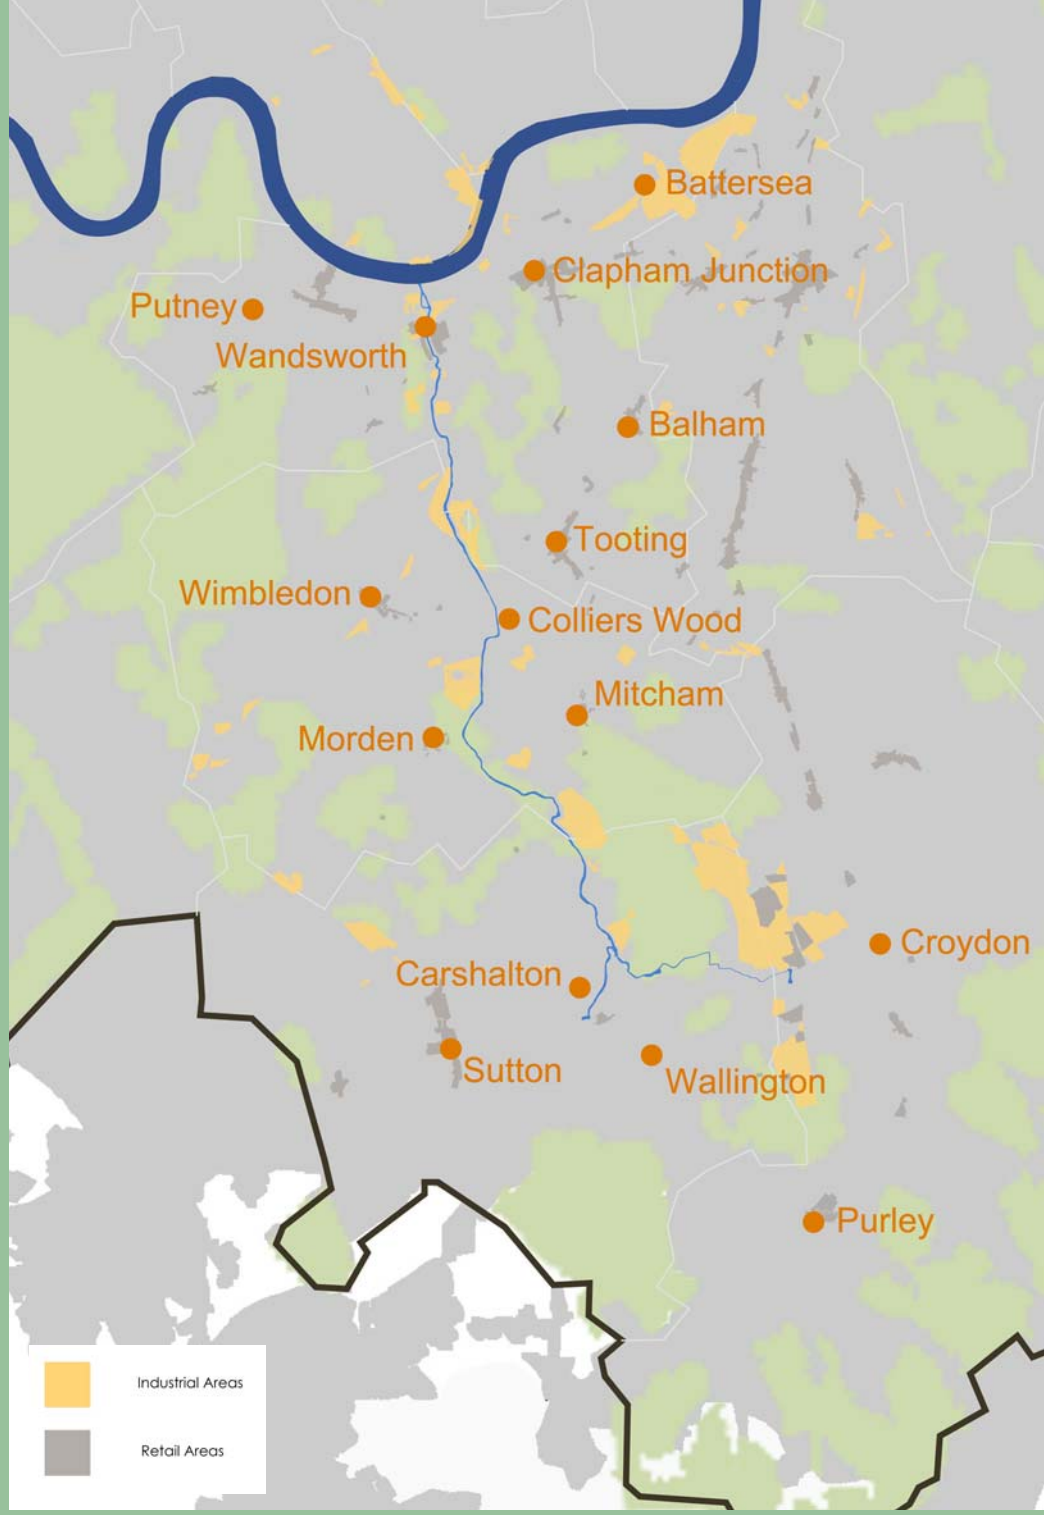 Battersea
Clapham Junction
Putney
Wandsworth
Balham
Tooting
Wimbledon
Colliers Wood
Mitcham
Morden
Croydon
Carshalton
Sutton
Wallington
Purley
Industrial Areas
Retail Areas